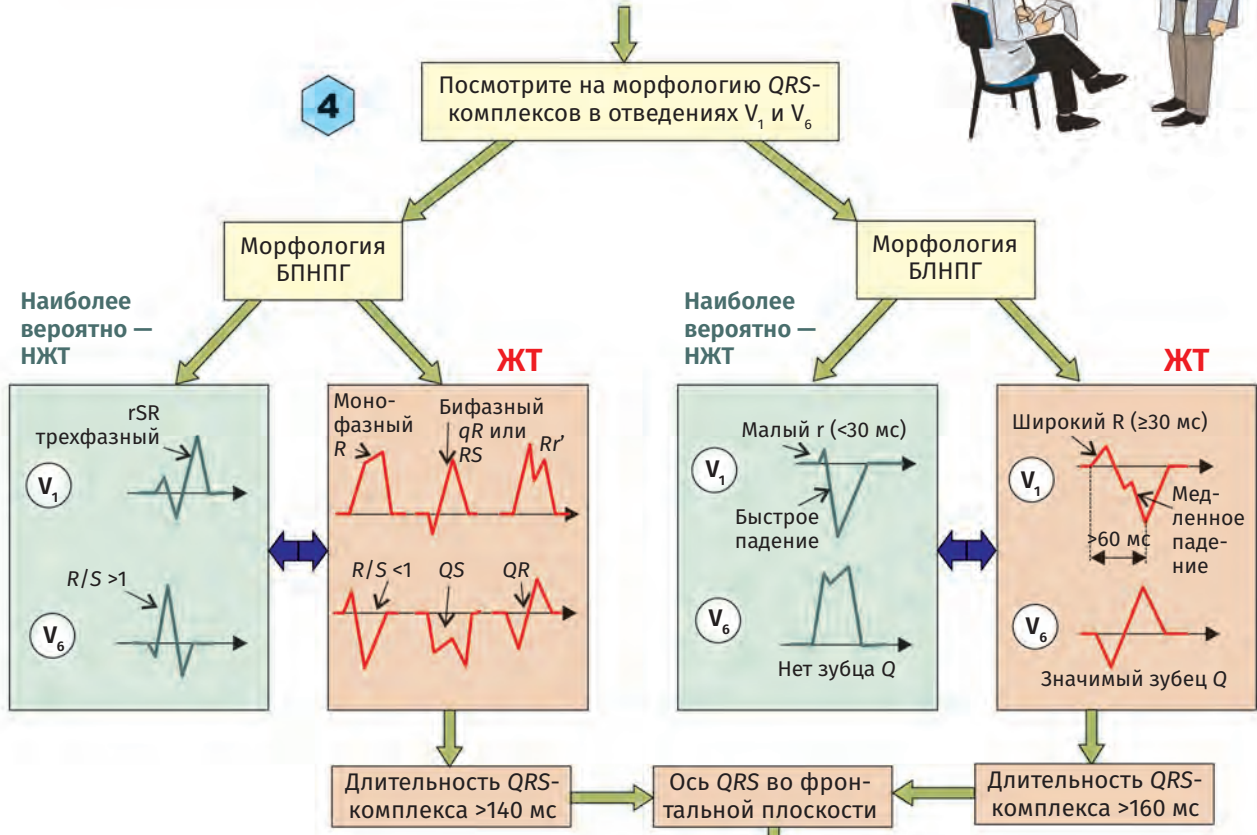 4
Посмотрите на морфологию QRS-
комплексов в отведениях V₁ и V₆
Морфология
БПНПГ
Морфология
БЛНПГ
Наиболее
вероятно —
НЖТ
ЖТ
rSR
трехфазный
V₁
R/S >1
V₆
Моно-
фазный
R
Бифазный
qR или
RS
Rr’
R/S <1
QS
QR
Наиболее
вероятно —
НЖТ
ЖТ
Малый r (<30 мс)
V₁
Быстрое
падение
V₆
Нет зубца Q
Широкий R (≥30 мс)
V₁
Мед-
ленное
паде-
ние
>60 мс
V₆
Значимый зубец Q
Длительность QRS-
комплекса >140 мс
Ось QRS во фрон-
тальной плоскости
Длительность QRS-
комплекса >160 мс